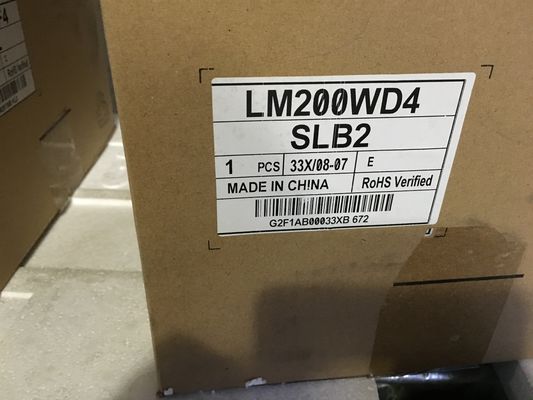 LM200WD4
SLB2
1 PCS 33X/08-07 E
MADE IN CHINA RoHS Verified
G2F1AB00033XB 672